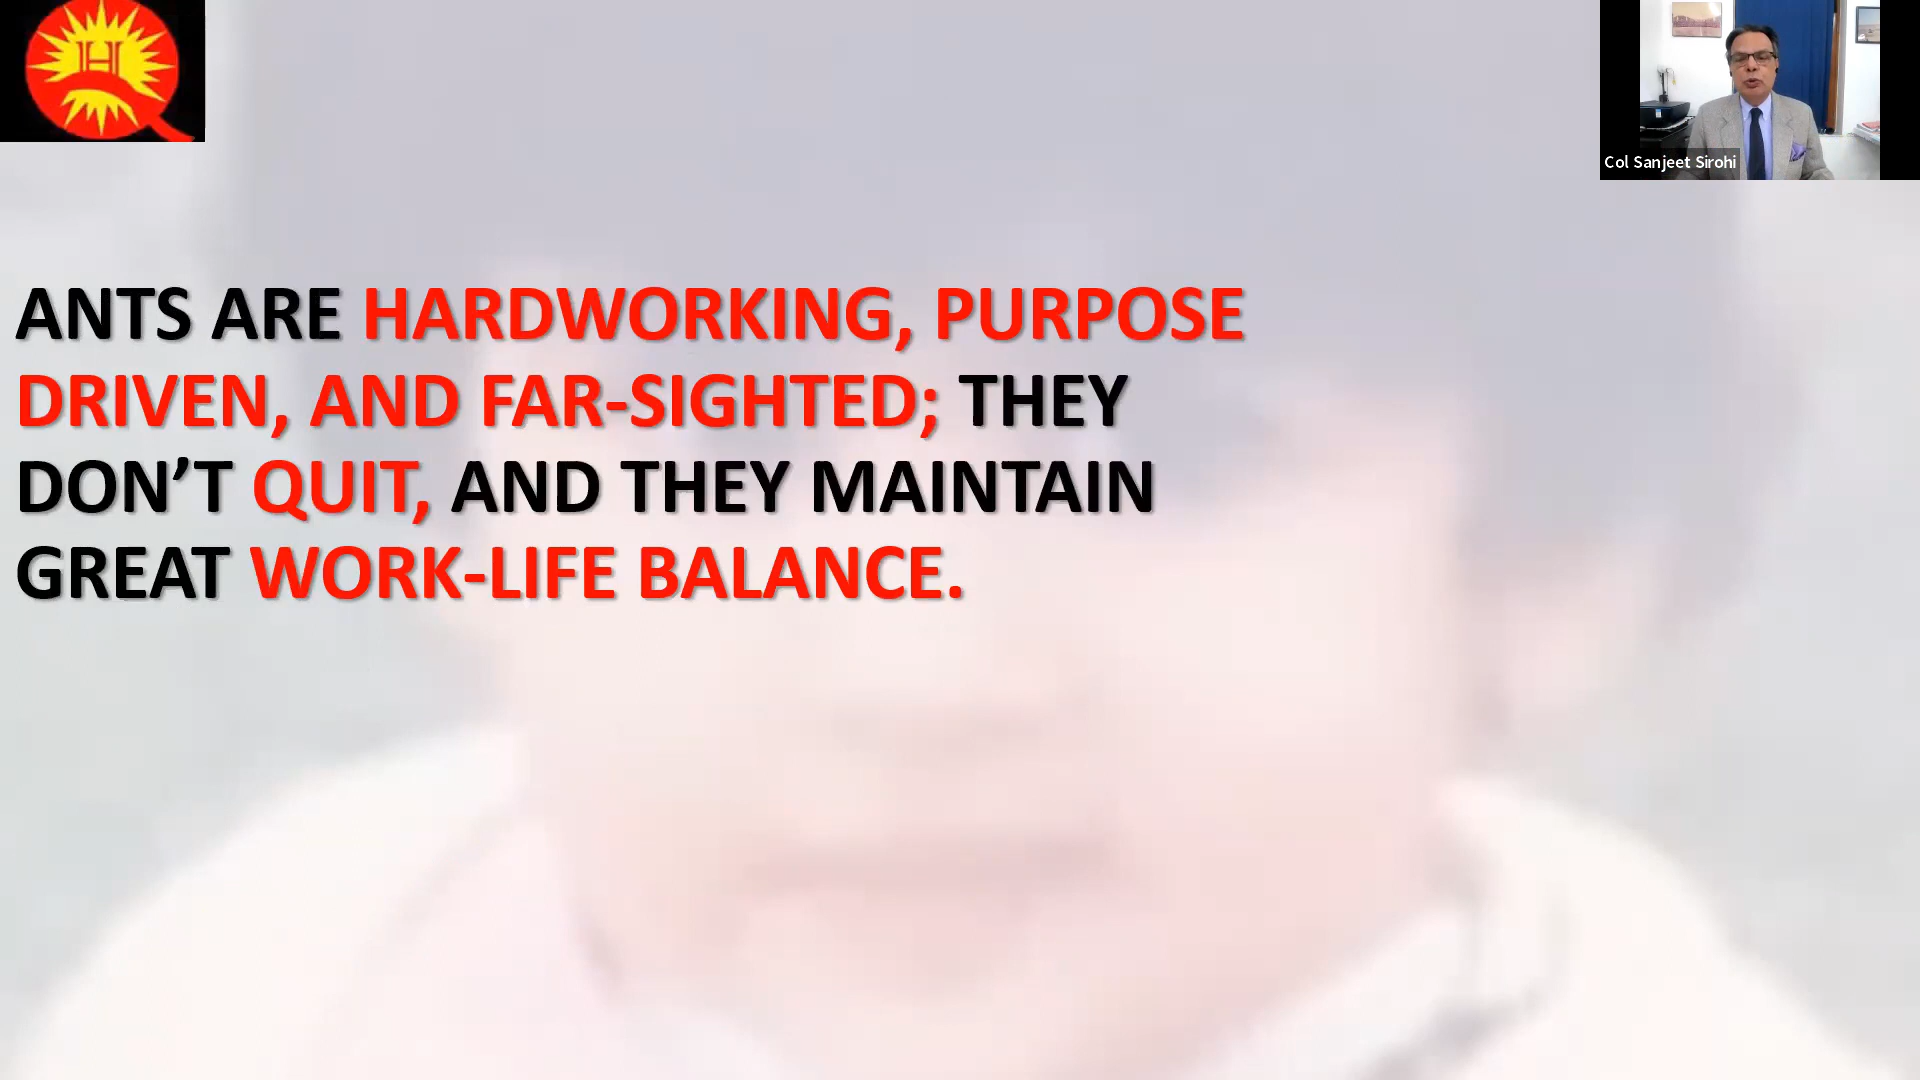 H
Col Sanjeet Sirohi
ANTS ARE HARDWORKING, PURPOSE
DRIVEN, AND FAR-SIGHTED; THEY
DON’T QUIT, AND THEY MAINTAIN
GREAT WORK-LIFE BALANCE.